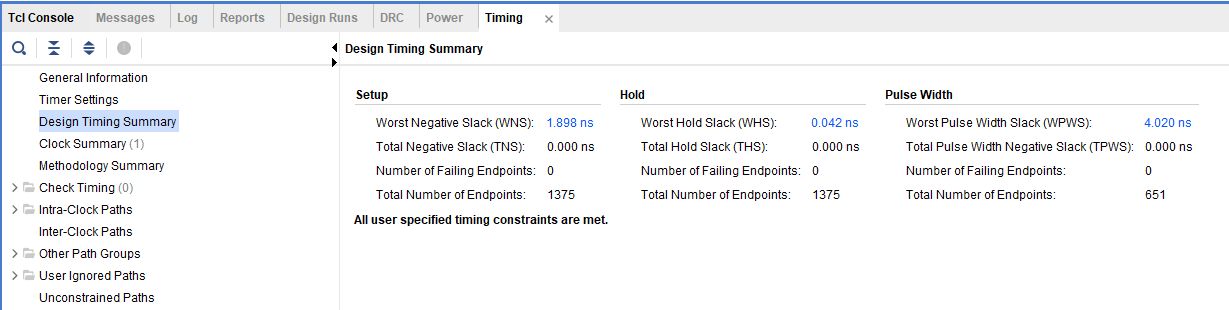 Tcl Console Messages Log Reports Design Runs DRC Power Timing
Design Timing Summary
General Information
Timer Settings
Design Timing Summary
Clock Summary (1)
Methodology Summary
Check Timing (0)
Intra-Clock Paths
Inter-Clock Paths
Other Path Groups
User Ignored Paths
Unconstrained Paths
Setup Hold Pulse Width
Worst Negative Slack (WNS): 1.898 ns Worst Hold Slack (WHS): 0.042 ns Worst Pulse Width Slack (WPWS): 4.020 ns
Total Negative Slack (TNS): 0.000 ns Total Hold Slack (THS): 0.000 ns Total Pulse Width Negative Slack (TPWS): 0.000 ns
Number of Failing Endpoints: 0 Number of Failing Endpoints: 0 Number of Failing Endpoints: 0
Total Number of Endpoints: 1375 Total Number of Endpoints: 1375 Total Number of Endpoints: 651
All user specified timing constraints are met.